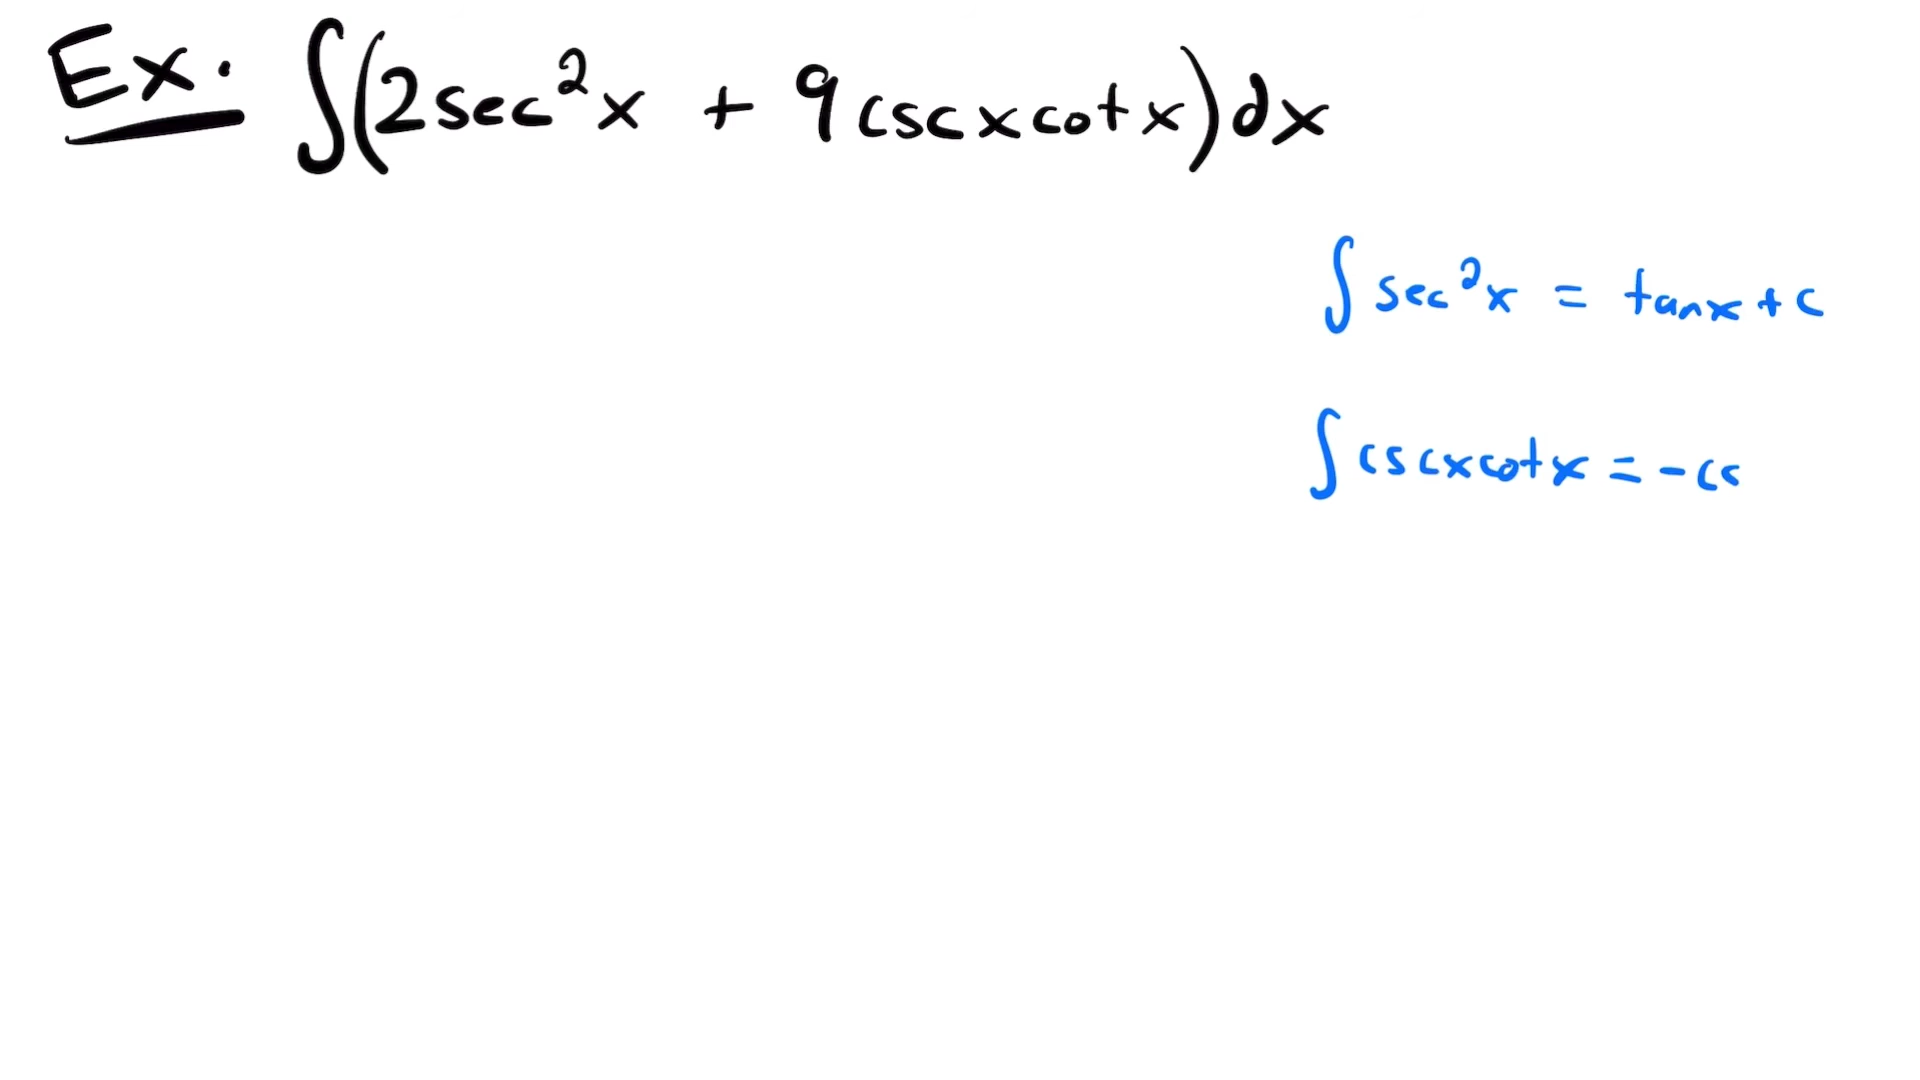 Ex. ∫(2sec²x + 9cscxcotx)dx
∫ sec²x = tanx + c
∫ cscxcotx = -cs